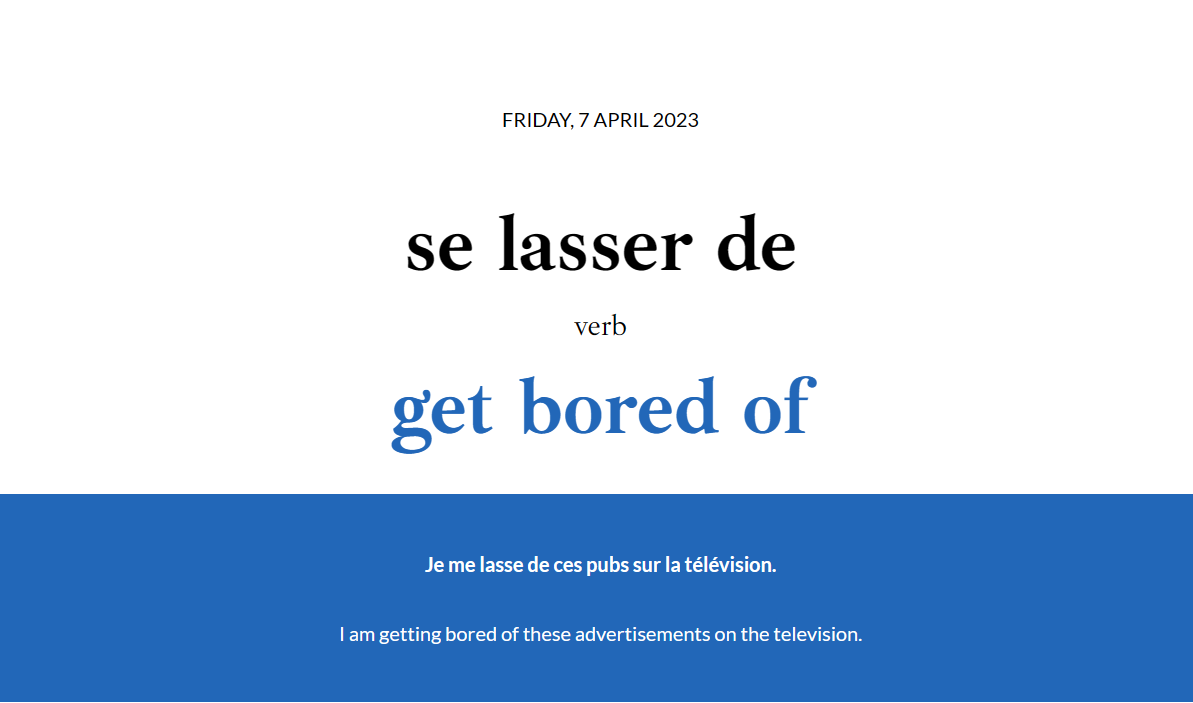 FRIDAY, 7 APRIL 2023
se lasser de
verb
get bored of
Je me lasse de ces pubs sur la télévision.
I am getting bored of these advertisements on the television.